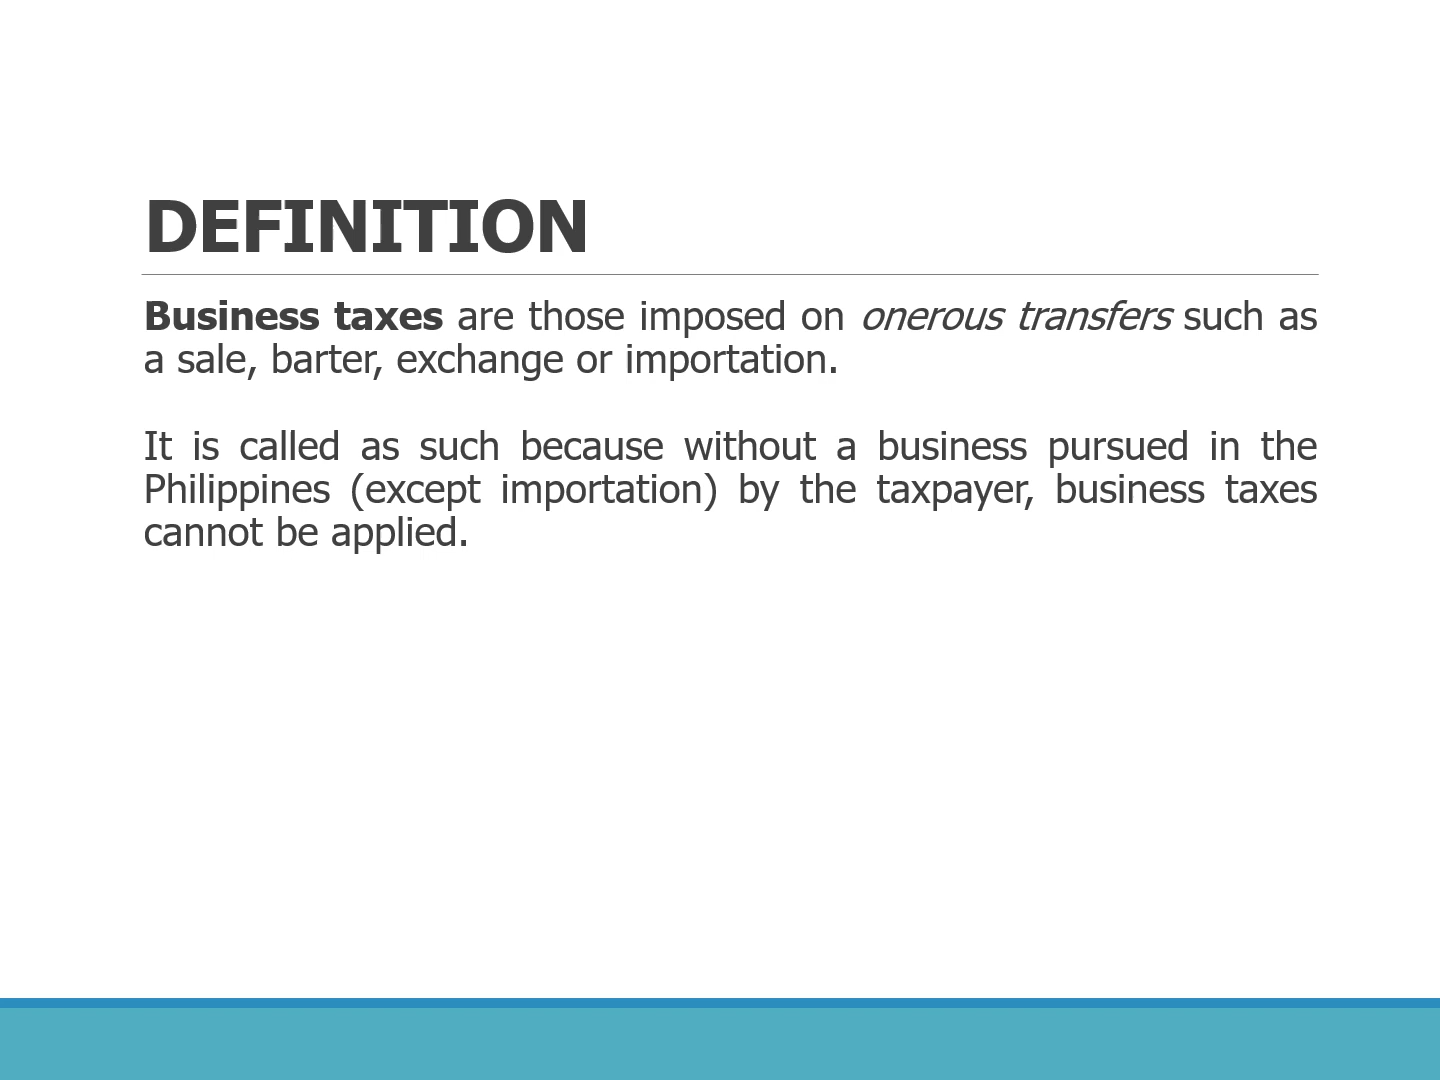 DEFINITION
Business taxes are those imposed on onerous transfers such as
a sale, barter, exchange or importation.
It is called as such because without a business pursued in the
Philippines (except importation) by the taxpayer, business taxes
cannot be applied.